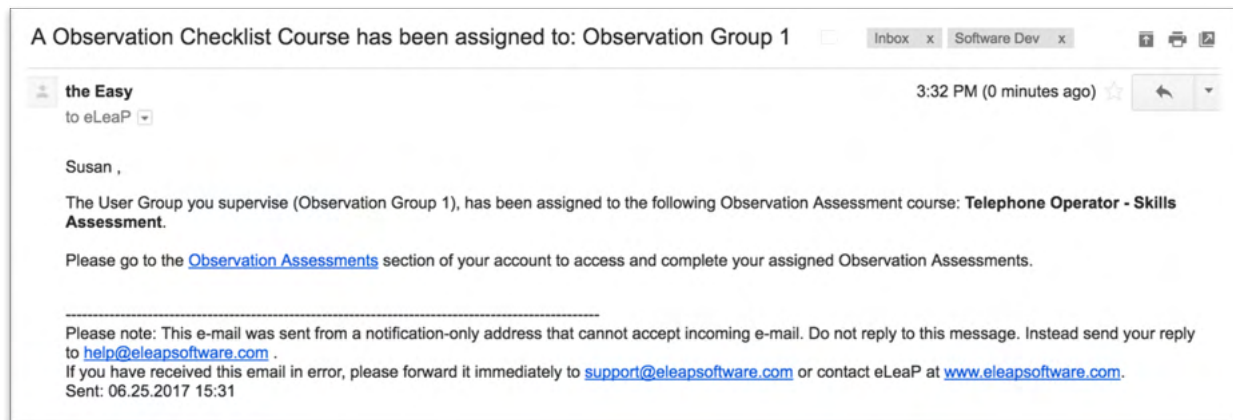 A Observation Checklist Course has been assigned to: Observation Group 1
Inbox x Software Dev x
the Easy
3:32 PM (0 minutes ago)
to eLeaP
Susan ,
The User Group you supervise (Observation Group 1), has been assigned to the following Observation Assessment course: Telephone Operator - Skills
Assessment.
Please go to the Observation Assessments section of your account to access and complete your assigned Observation Assessments.
----------------------------------------------------------------------------------------------------
Please note: This e-mail was sent from a notification-only address that cannot accept incoming e-mail. Do not reply to this message. Instead send your reply
to help@eleapsoftware.com .
If you have received this email in error, please forward it immediately to support@eleapsoftware.com or contact eLeaP at www.eleapsoftware.com.
Sent: 06.25.2017 15:31